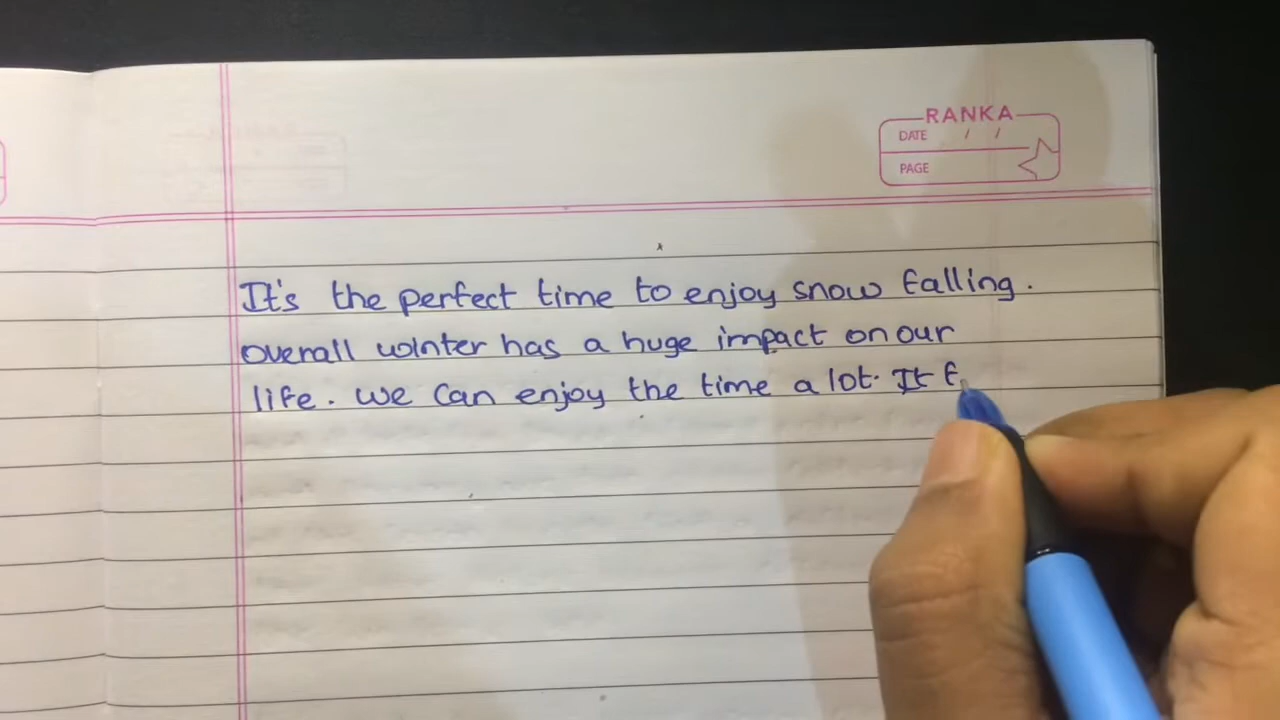 RANKA
DATE / /
PAGE
It's the perfect time to enjoy snow falling.
overall winter has a huge impact on our
life. We can enjoy the time a lot. It